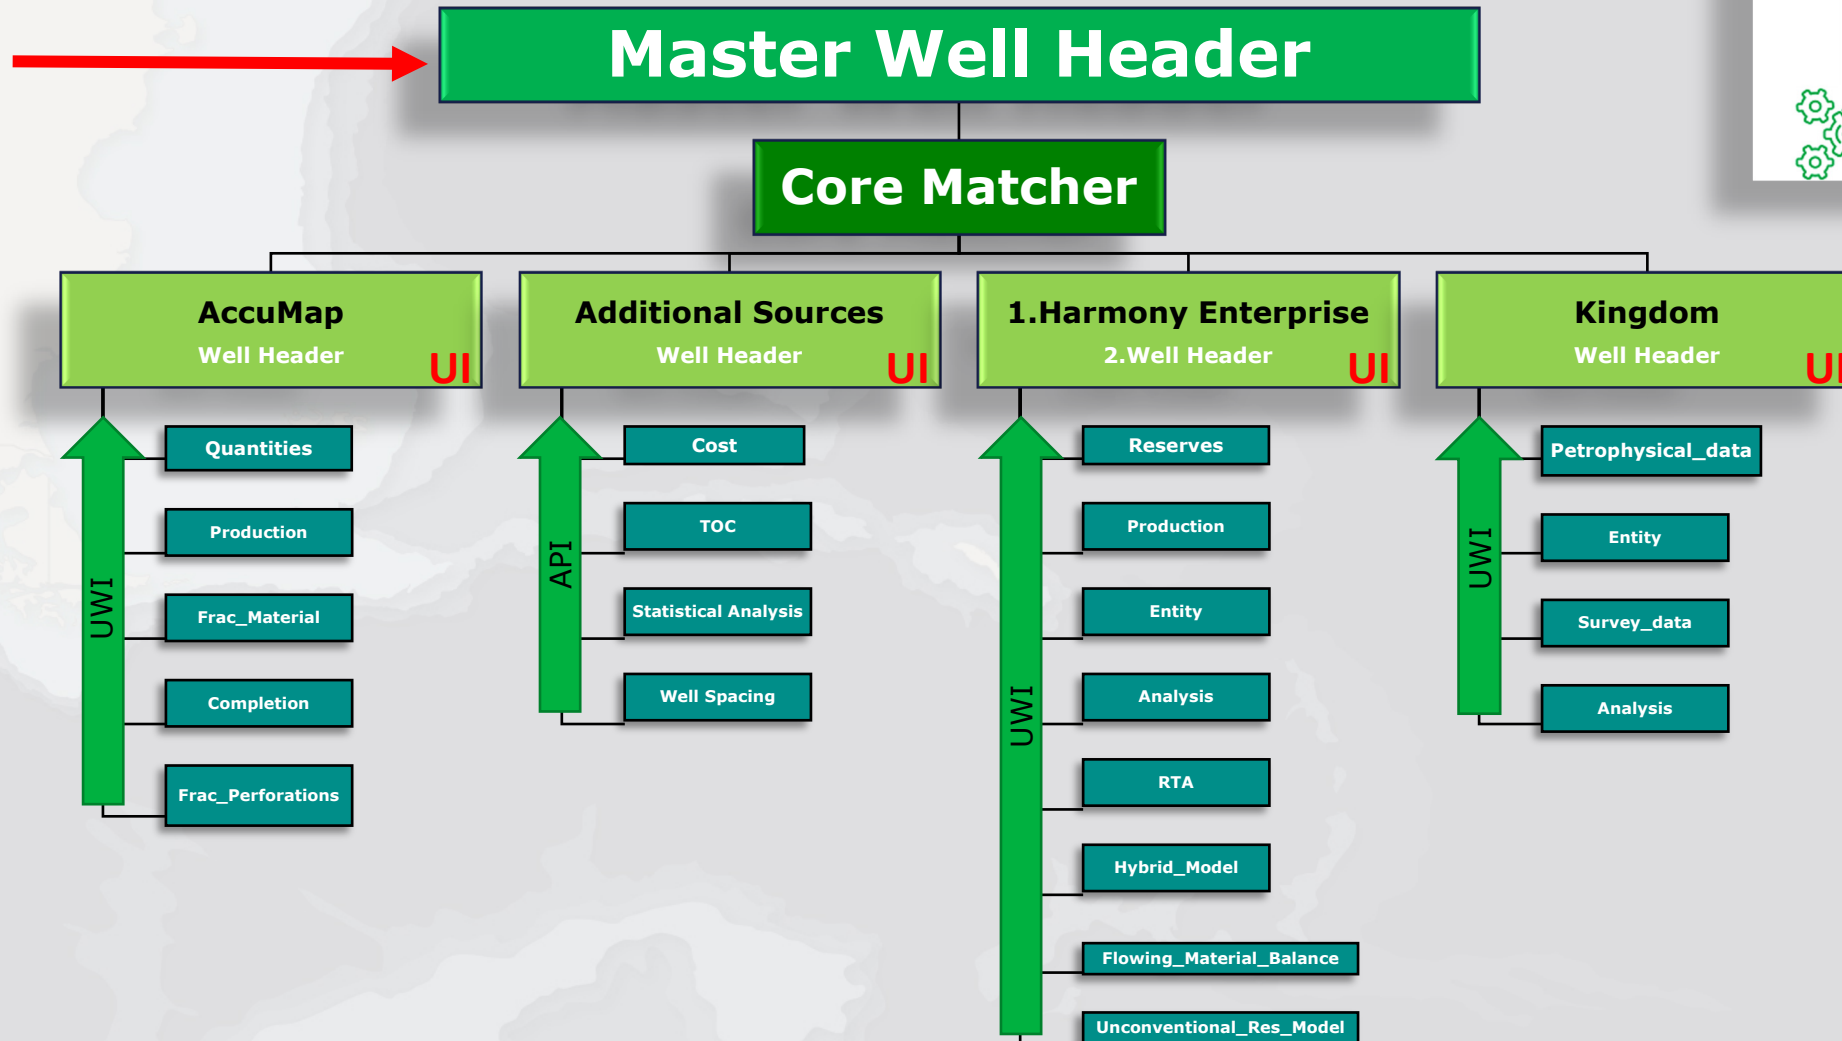 Master Well Header
Core Matcher
AccuMap
Well Header
UI
Additional Sources
Well Header
UI
1.Harmony Enterprise
2.Well Header
UI
Kingdom
Well Header
UI
UWI
Quantities
Production
Frac_Material
Completion
Frac_Perforations
API
Cost
TOC
Statistical Analysis
Well Spacing
UWI
Reserves
Production
Entity
Analysis
RTA
Hybrid_Model
Flowing_Material_Balance
Unconventional_Res_Model
UWI
Petrophysical_data
Entity
Survey_data
Analysis